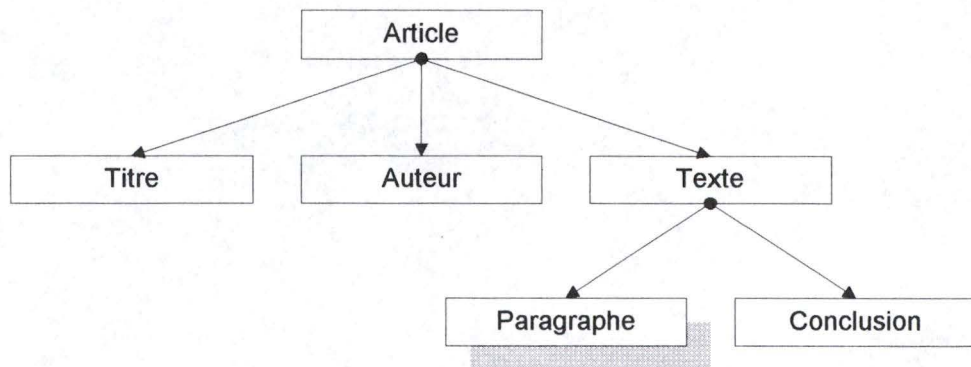 Article
Titre
Auteur
Texte
Paragraphe
Conclusion